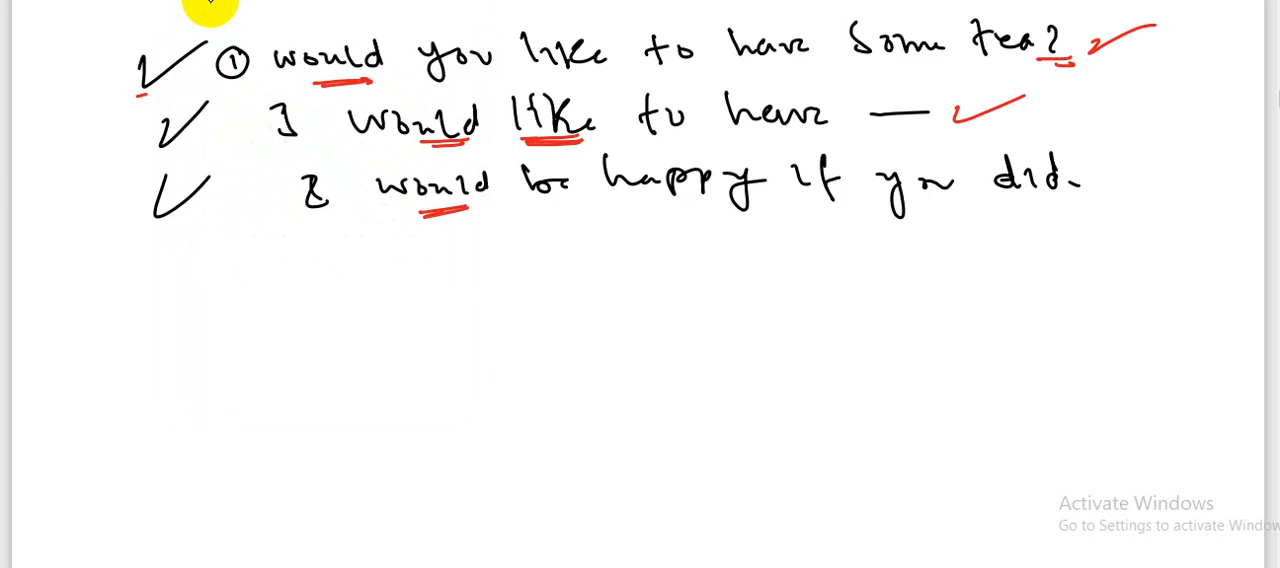 ① would you like to have some tea?
I would like to have —
I would be happy if you did.
Activate Windows
Go to Settings to activate Window